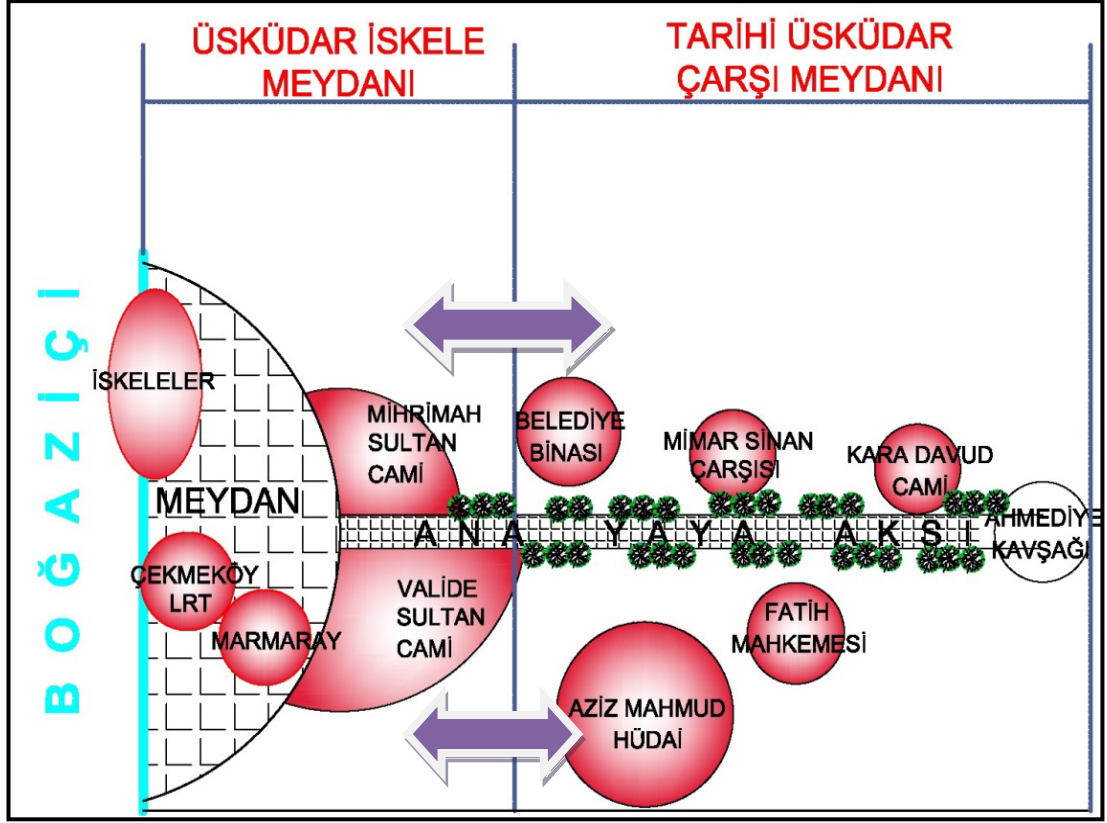 ÜSKÜDAR İSKELE
MEYDANI
TARİHİ ÜSKÜDAR
ÇARŞI MEYDANI
BOĞAZİÇİ
İSKELELER
MEYDAN
ÇEKMEKÖY
LRT
MARMARAY
MİHRİMAH
SULTAN
CAMİ
VALİDE
SULTAN
CAMİ
BELEDİYE
BİNASI
MİMAR SİNAN
ÇARŞISI
KARA DAVUD
CAMİ
ANA YAYA AKSI
AHMEDİYE
KAVŞAĞI
FATİH
MAHKEMESİ
AZİZ MAHMUD
HÜDAİ